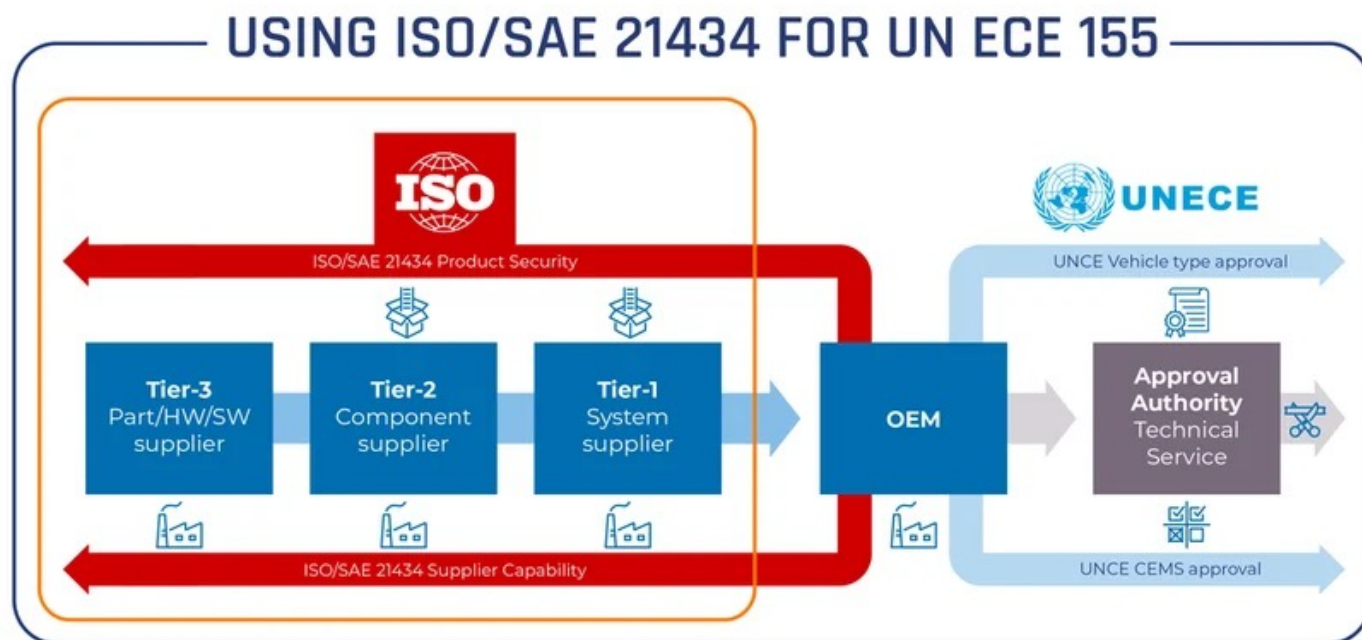 USING ISO/SAE 21434 FOR UN ECE 155
ISO
UNECE
ISO/SAE 21434 Product Security
UNCE Vehicle type approval
Tier-3
Part/HW/SW
supplier
Tier-2
Component
supplier
Tier-1
System
supplier
OEM
Approval
Authority
Technical
Service
ISO/SAE 21434 Supplier Capability
UNCE CEMS approval